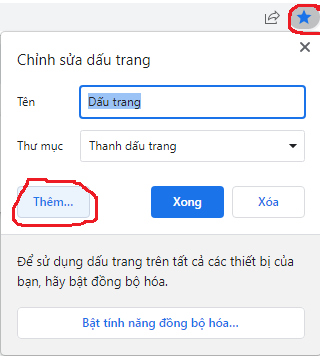 Chỉnh sửa dấu trang
Tên
Dấu trang
Thư mục
Thanh dấu trang
Thêm...
Xong
Xóa
Để sử dụng dấu trang trên tất cả các thiết bị của
bạn, hãy bật đồng bộ hóa.
Bật tính năng đồng bộ hóa...